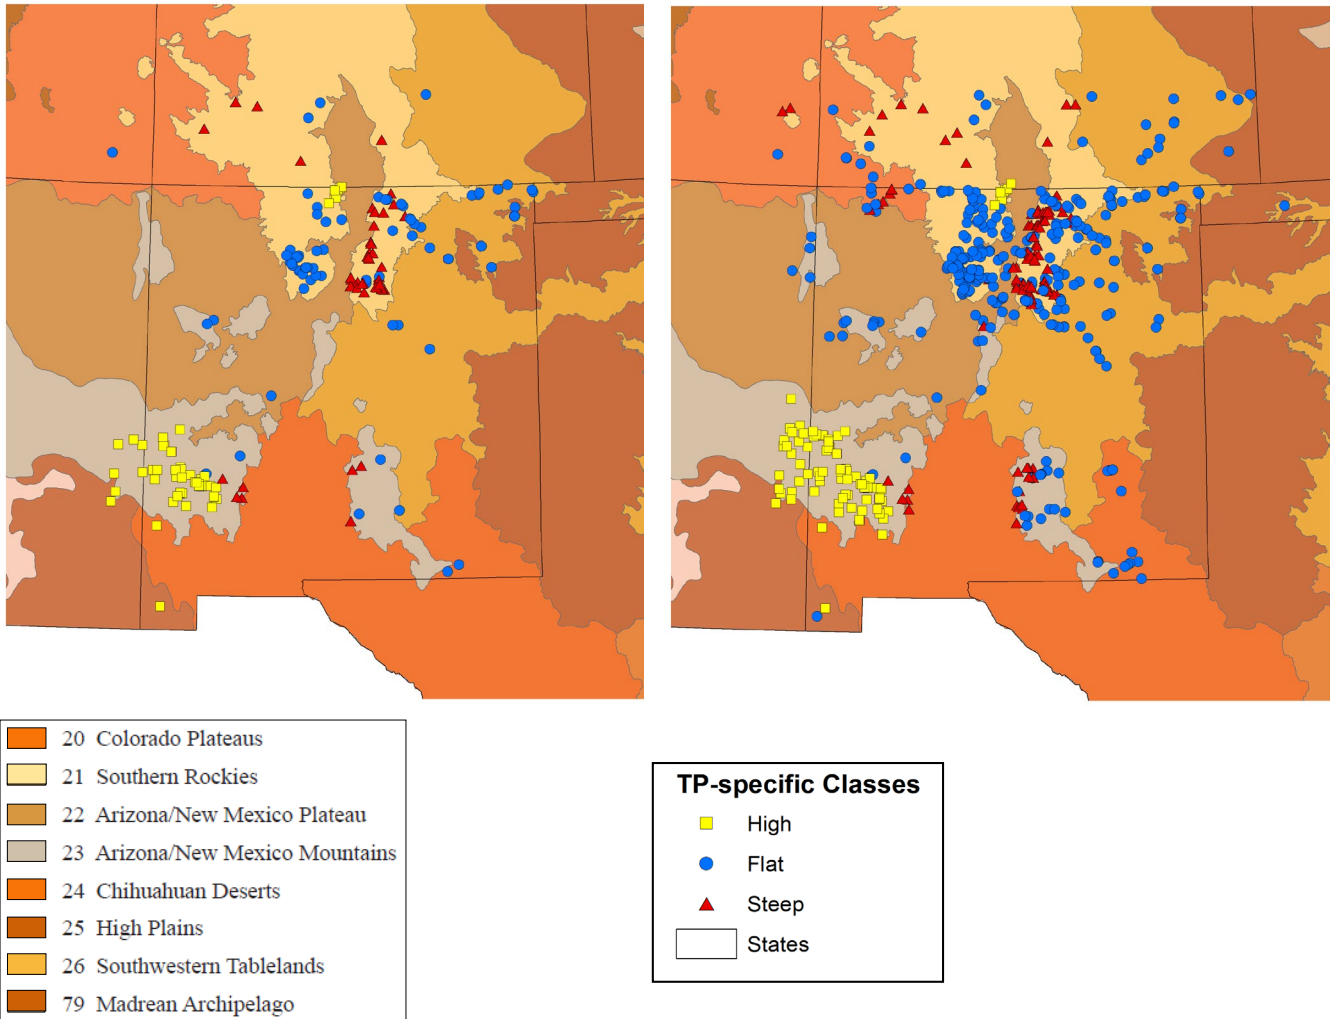 20 Colorado Plateaus
21 Southern Rockies
22 Arizona/New Mexico Plateau
23 Arizona/New Mexico Mountains
24 Chihuahuan Deserts
25 High Plains
26 Southwestern Tablelands
79 Madrean Archipelago
TP-specific Classes
High
Flat
Steep
States